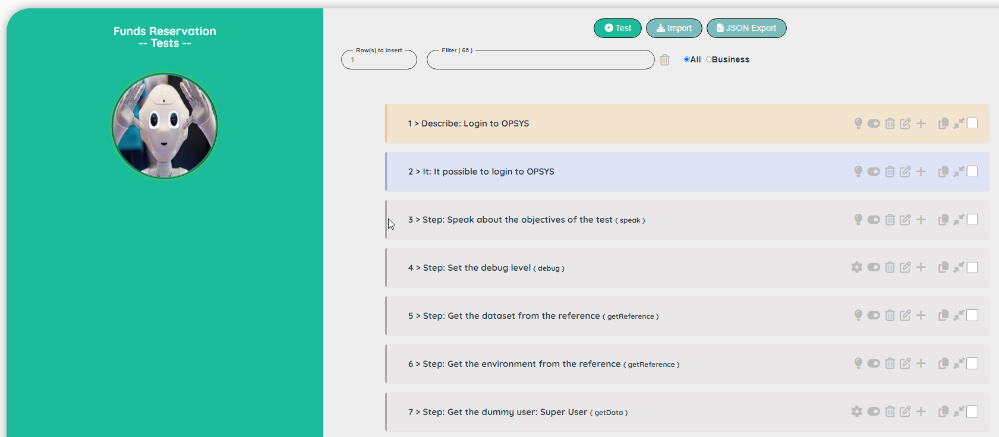 Funds Reservation
-- Tests --
Test
Import
JSON Export
Row(s) to insert
1
Filter ( 65 )
All
Business
1 > Describe: Login to OPSYS
2 > It: It possible to login to OPSYS
3 > Step: Speak about the objectives of the test ( speak )
4 > Step: Set the debug level ( debug )
5 > Step: Get the dataset from the reference ( getReference )
6 > Step: Get the environment from the reference ( getReference )
7 > Step: Get the dummy user: Super User ( getData )